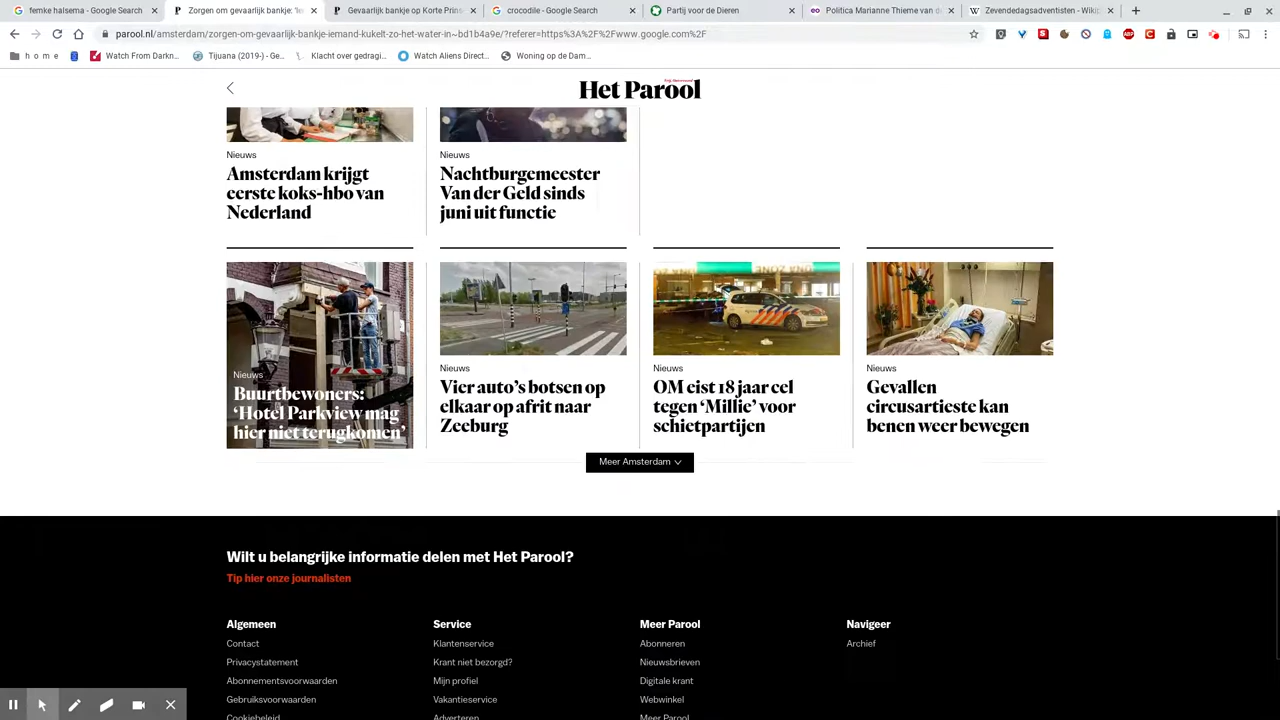 femke halsema - Google Search
Zorgen om gevaarlijk bankje: 'Ie
Gevaarlijk bankje op Korte Prins
crocodile - Google Search
Partij voor de Dieren
Politica Marianne Thieme van de
Zevendedagsadventisten - Wikip
parool.nl/amsterdam/zorgen-om-gevaarlijk-bankje-iemand-kukelt-zo-het-water-in~bd1b4a9e/?referer=https%3A%2F%2Fwww.google.com%2F
h o m e
Watch From Darkn...
Tijuana (2019-) - Ge...
Klacht over gedragi...
Watch Aliens Direct...
Woning op de Dam...
Het Parool
Nieuws
Amsterdam krijgt
eerste koks-hbo van
Nederland
Nieuws
Nachtburgemeester
Van der Geld sinds
juni uit functie
Nieuws
Buurtbewoners:
‘Hotel Parkview mag
hier niet terugkomen’
Nieuws
Vier auto’s botsen op
elkaar op afrit naar
Zeeburg
Nieuws
OM eist 18 jaar cel
tegen ‘Millie’ voor
schietpartijen
Nieuws
Gevallen
circusartieste kan
benen weer bewegen
Meer Amsterdam
Wilt u belangrijke informatie delen met Het Parool?
Tip hier onze journalisten
Algemeen
Contact
Privacystatement
Abonnementsvoorwaarden
Gebruiksvoorwaarden
Cookiebeleid
Service
Klantenservice
Krant niet bezorgd?
Mijn profiel
Vakantieservice
Adverteren
Meer Parool
Abonneren
Nieuwsbrieven
Digitale krant
Webwinkel
Meer Parool
Navigeer
Archief